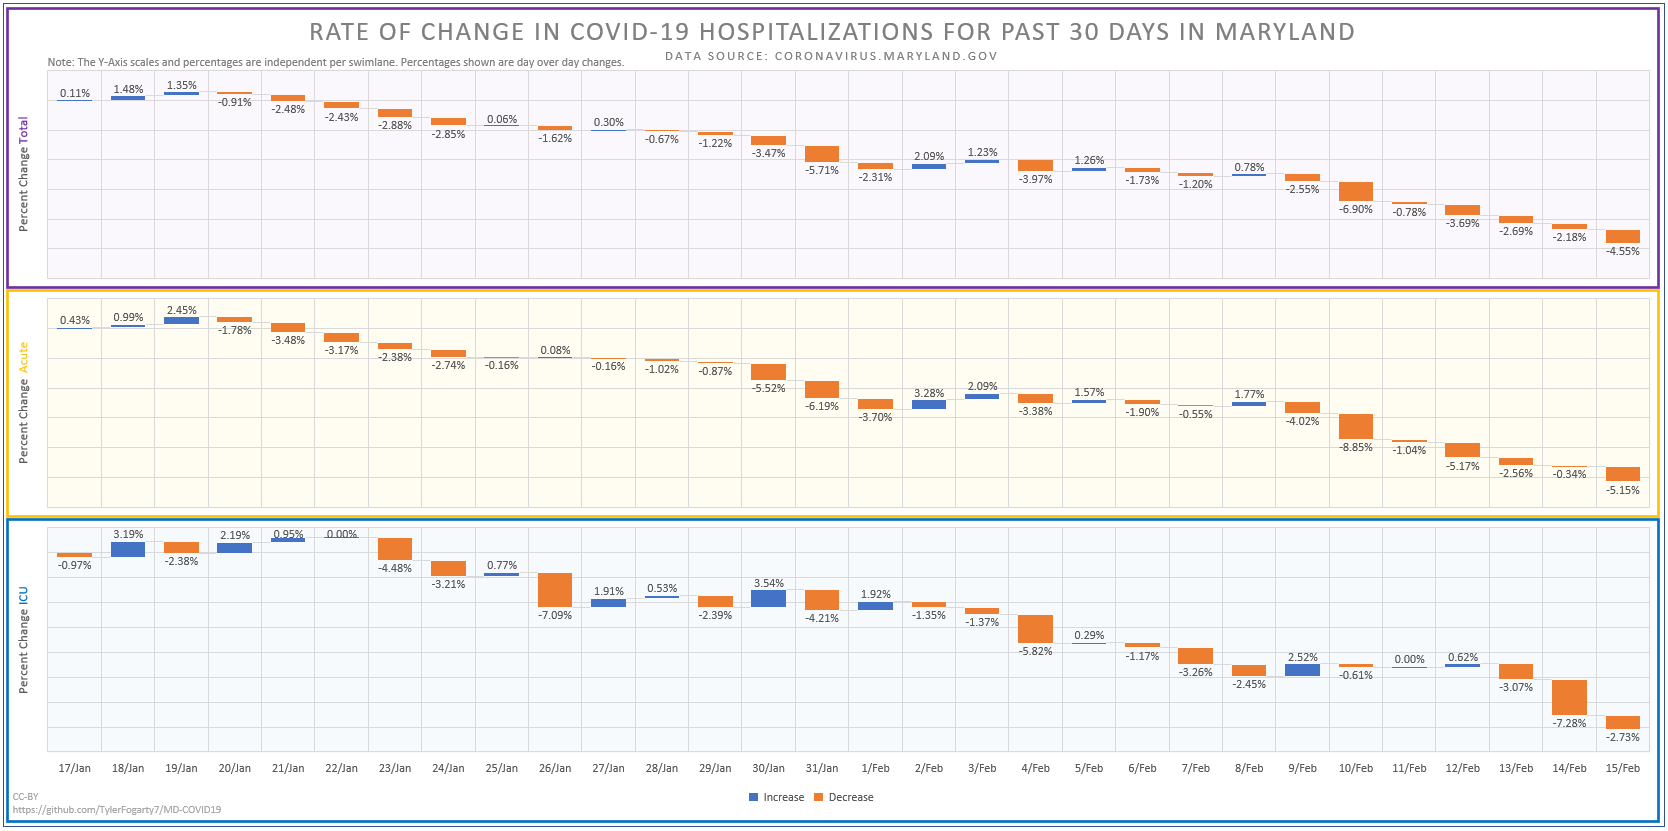 RATE OF CHANGE IN COVID-19 HOSPITALIZATIONS FOR PAST 30 DAYS IN MARYLAND
DATA SOURCE: CORONAVIRUS.MARYLAND.GOV
Note: The Y-Axis scales and percentages are independent per swimlane. Percentages shown are day over day changes.
Percent Change Total
0.11% 1.48% 1.35% -0.91% -2.48% -2.43% -2.88% -2.85% 0.06% -1.62% 0.30% -0.67% -1.22% -3.47% -5.71% -2.31% 2.09% 1.23% -3.97% 1.26% -1.73% -1.20% 0.78% -2.55% -6.90% -0.78% -3.69% -2.69% -2.18% -4.55%
Percent Change Acute
0.43% 0.99% 2.45% -1.78% -3.48% -3.17% -2.38% -2.74% -0.16% 0.08% -0.16% -1.02% -0.87% -5.52% -6.19% -3.70% 3.28% 2.09% -3.38% 1.57% -1.90% -0.55% 1.77% -4.02% -8.85% -1.04% -5.17% -2.56% -0.34% -5.15%
Percent Change ICU
-0.97% 3.19% -2.38% 2.19% 0.95% 0.00% -4.48% -3.21% 0.77% -7.09% 1.91% 0.53% -2.39% 3.54% -4.21% 1.92% -1.35% -1.37% -5.82% 0.29% -1.17% -3.26% -2.45% 2.52% -0.61% 0.00% 0.62% -3.07% -7.28% -2.73%
17/Jan 18/Jan 19/Jan 20/Jan 21/Jan 22/Jan 23/Jan 24/Jan 25/Jan 26/Jan 27/Jan 28/Jan 29/Jan 30/Jan 31/Jan 1/Feb 2/Feb 3/Feb 4/Feb 5/Feb 6/Feb 7/Feb 8/Feb 9/Feb 10/Feb 11/Feb 12/Feb 13/Feb 14/Feb 15/Feb
Increase Decrease
CC-BY
https://github.com/TylerFogarty7/MD-COVID19